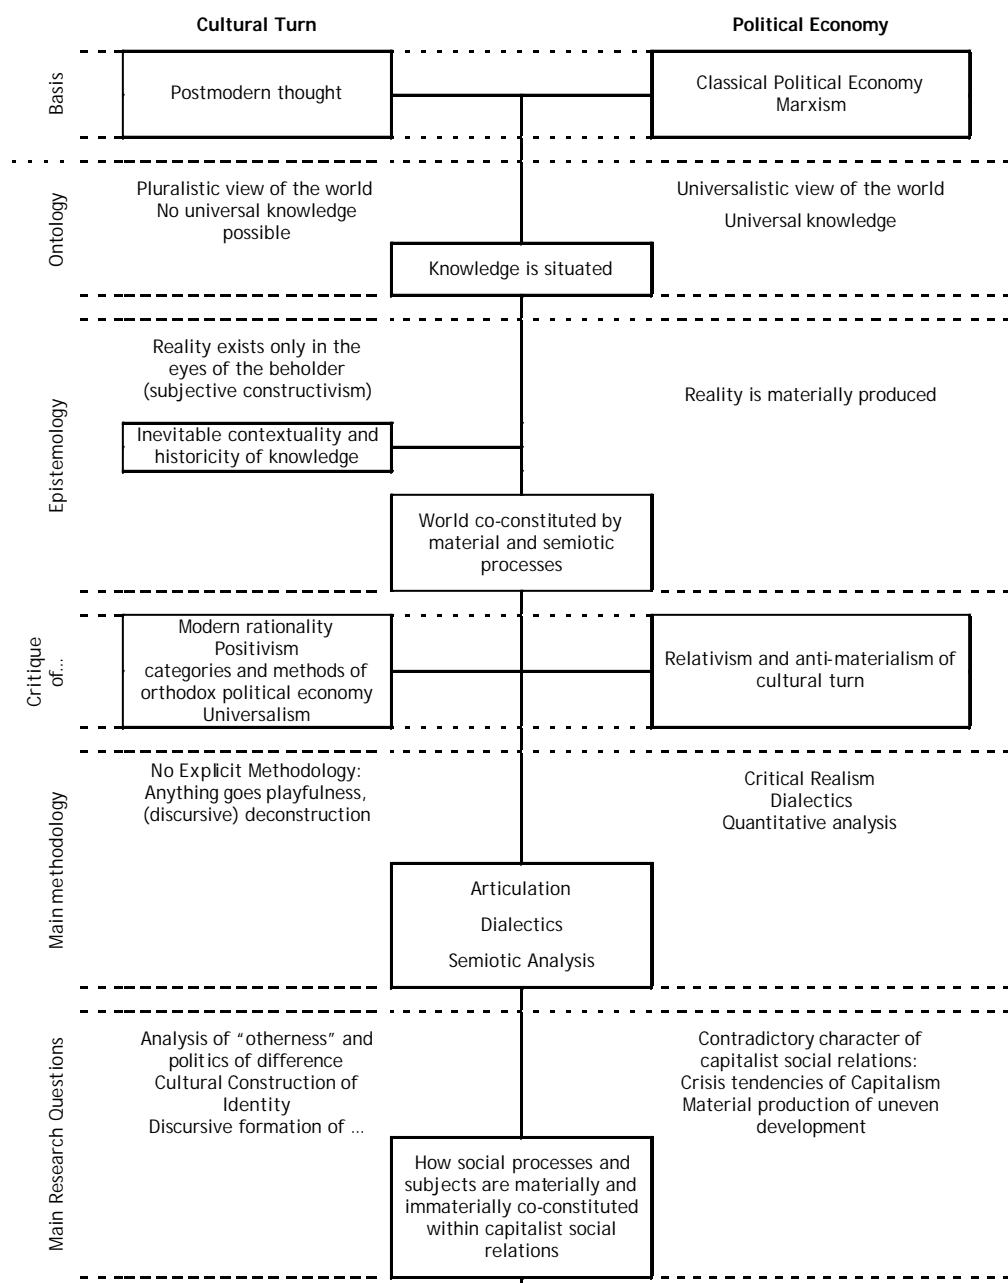 Cultural Turn
Political Economy
Basis
Postmodern thought
Classical Political Economy
Marxism
Ontology
Pluralistic view of the world
No universal knowledge
possible
Universalistic view of the world
Universal knowledge
Knowledge is situated
Epistemology
Reality exists only in the
eyes of the beholder
(subjective constructivism)
Reality is materially produced
Inevitable contextuality and
historicity of knowledge
World co-constituted by
material and semiotic
processes
Critique
of...
Modern rationality
Positivism
categories and methods of
orthodox political economy
Universalism
Relativism and anti-materialism of
cultural turn
Main methodology
No Explicit Methodology:
Anything goes playfulness,
(discursive) deconstruction
Critical Realism
Dialectics
Quantitative analysis
Articulation
Dialectics
Semiotic Analysis
Main Research Questions
Analysis of “otherness” and
politics of difference
Cultural Construction of
Identity
Discursive formation of ...
Contradictory character of
capitalist social relations:
Crisis tendencies of Capitalism
Material production of uneven
development
How social processes and
subjects are materially and
immaterially co-constituted
within capitalist social
relations